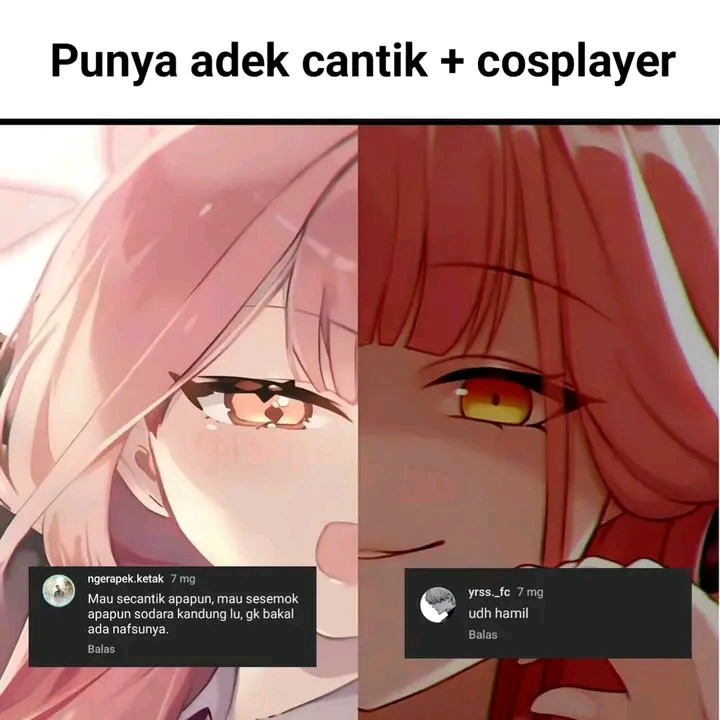 Punya adek cantik + cosplayer
ngerapek.ketak 7 mg
Mau secantik apapun, mau sesemok
apapun sodara kandung lu, gk bakal
ada nafsunya.
Balas
yrss._fc 7 mg
udh hamil
Balas